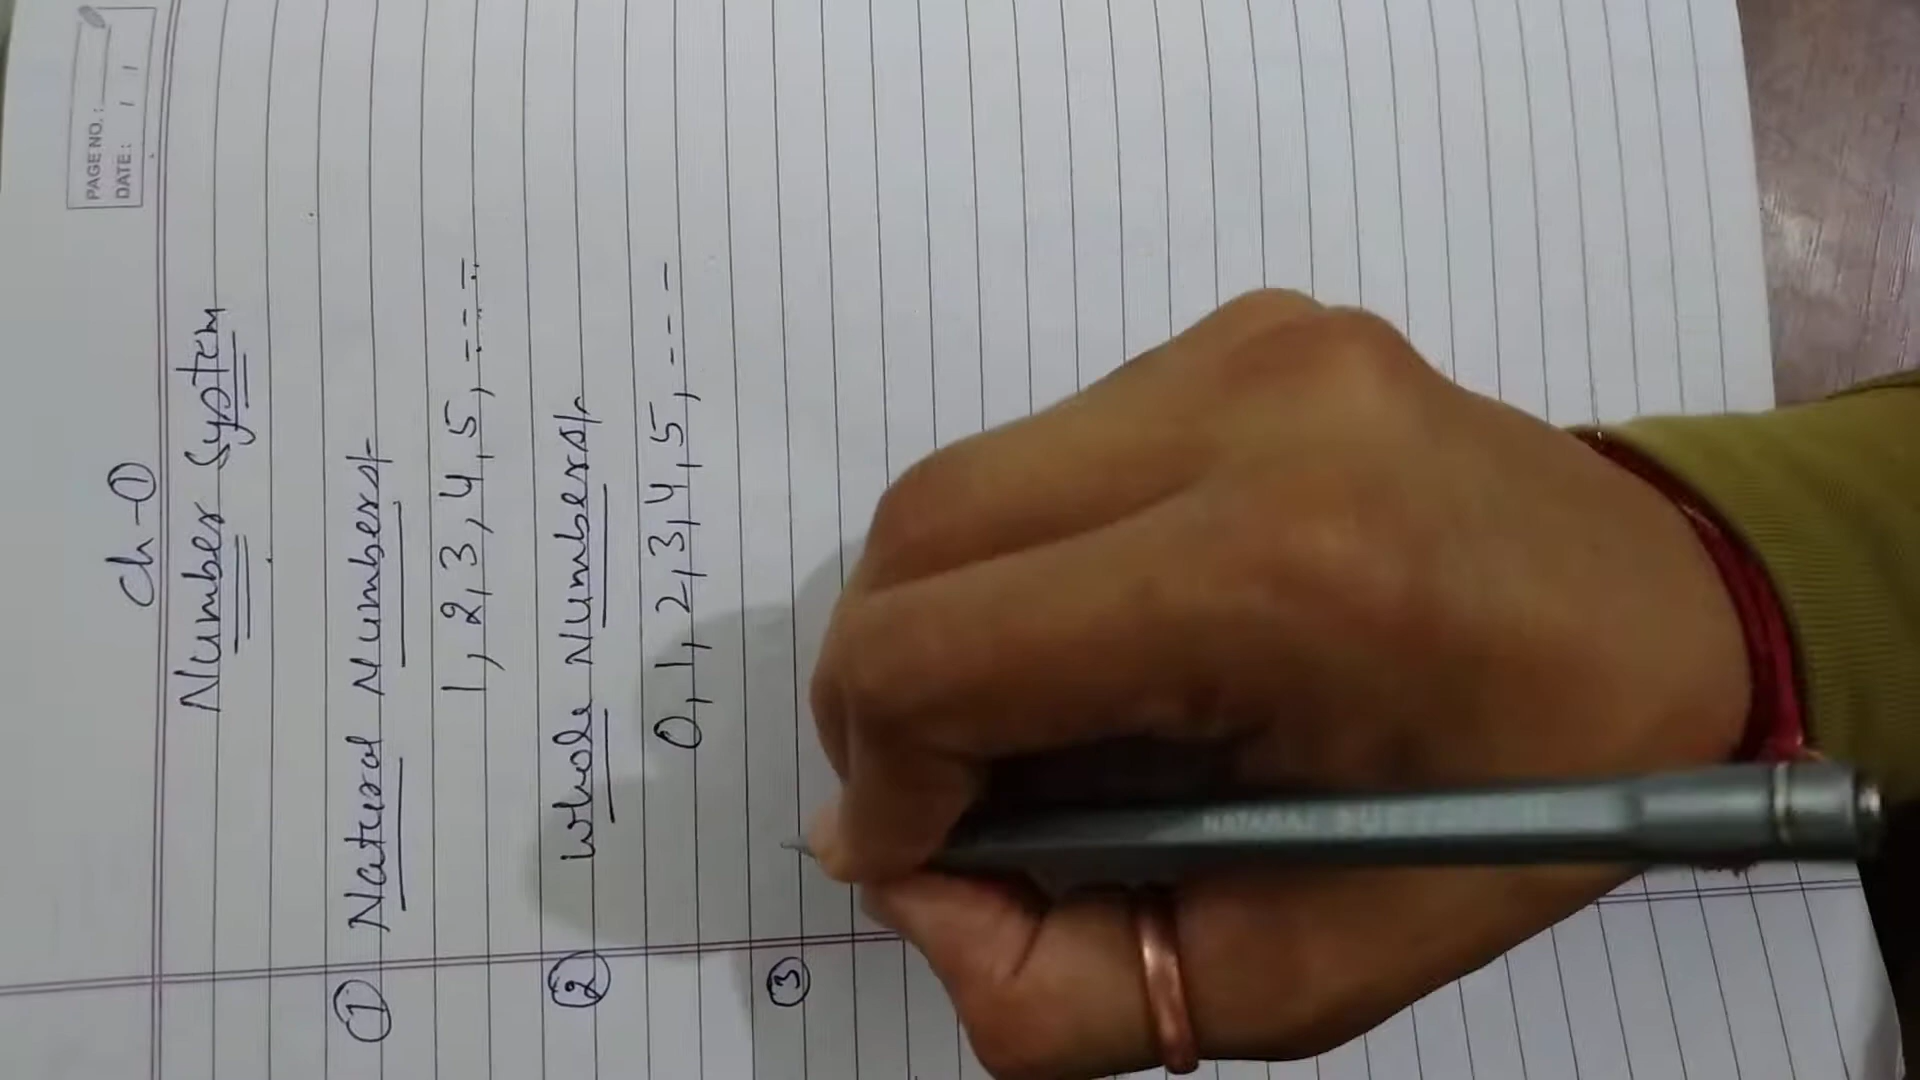 PAGE NO.:
DATE: / /
Ch-①
Number System
① Natural Numbers:-
1, 2, 3, 4, 5, ---
② Whole Numbers:-
0, 1, 2, 3, 4, 5, ---
③
NATARAJ